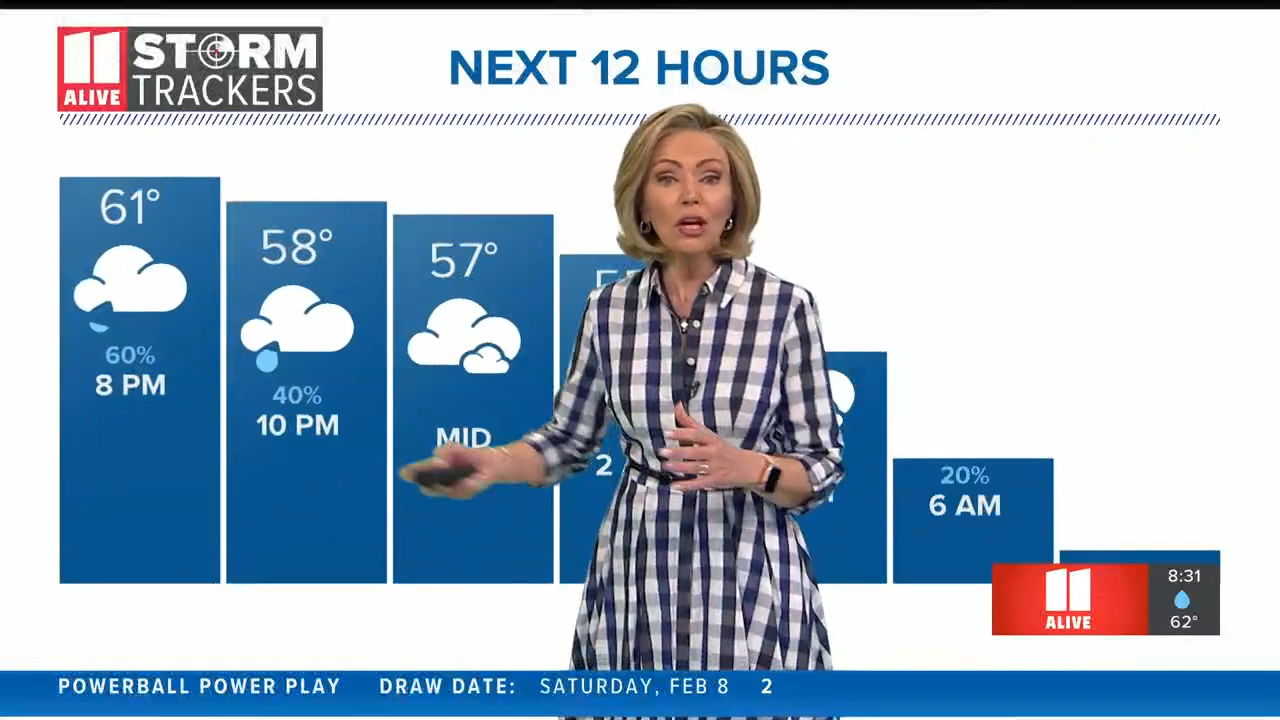 11 ALIVE
STORM
TRACKERS
NEXT 12 HOURS
61°
60%
8 PM
58°
40%
10 PM
57°
MID
2
20%
6 AM
11 ALIVE
8:31
62°
POWERBALL POWER PLAY DRAW DATE: SATURDAY, FEB 8 2